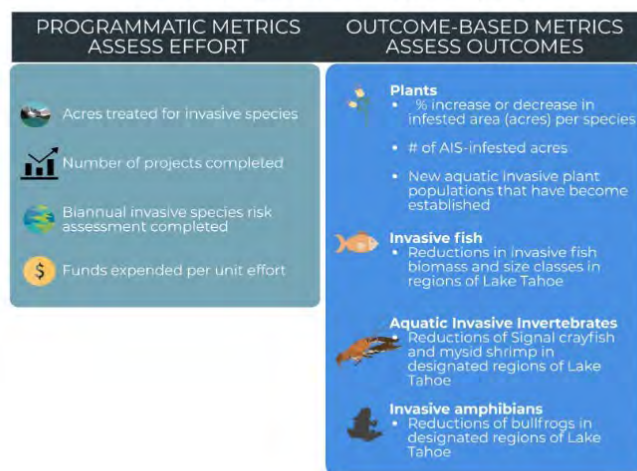 PROGRAMMATIC METRICS
ASSESS EFFORT
Acres treated for invasive species
Number of projects completed
Biannual invasive species risk
assessment completed
$
Funds expended per unit effort
OUTCOME-BASED METRICS
ASSESS OUTCOMES
Plants
• % increase or decrease in
infested area (acres) per species
• # of AIS-infested acres
• New aquatic invasive plant
populations that have become
established
Invasive fish
• Reductions in invasive fish
biomass and size classes in
regions of Lake Tahoe
Aquatic Invasive Invertebrates
• Reductions of Signal crayfish
and mysid shrimp in
designated regions of Lake
Tahoe
Invasive amphibians
• Reductions of bullfrogs in
designated regions of Lake
Tahoe